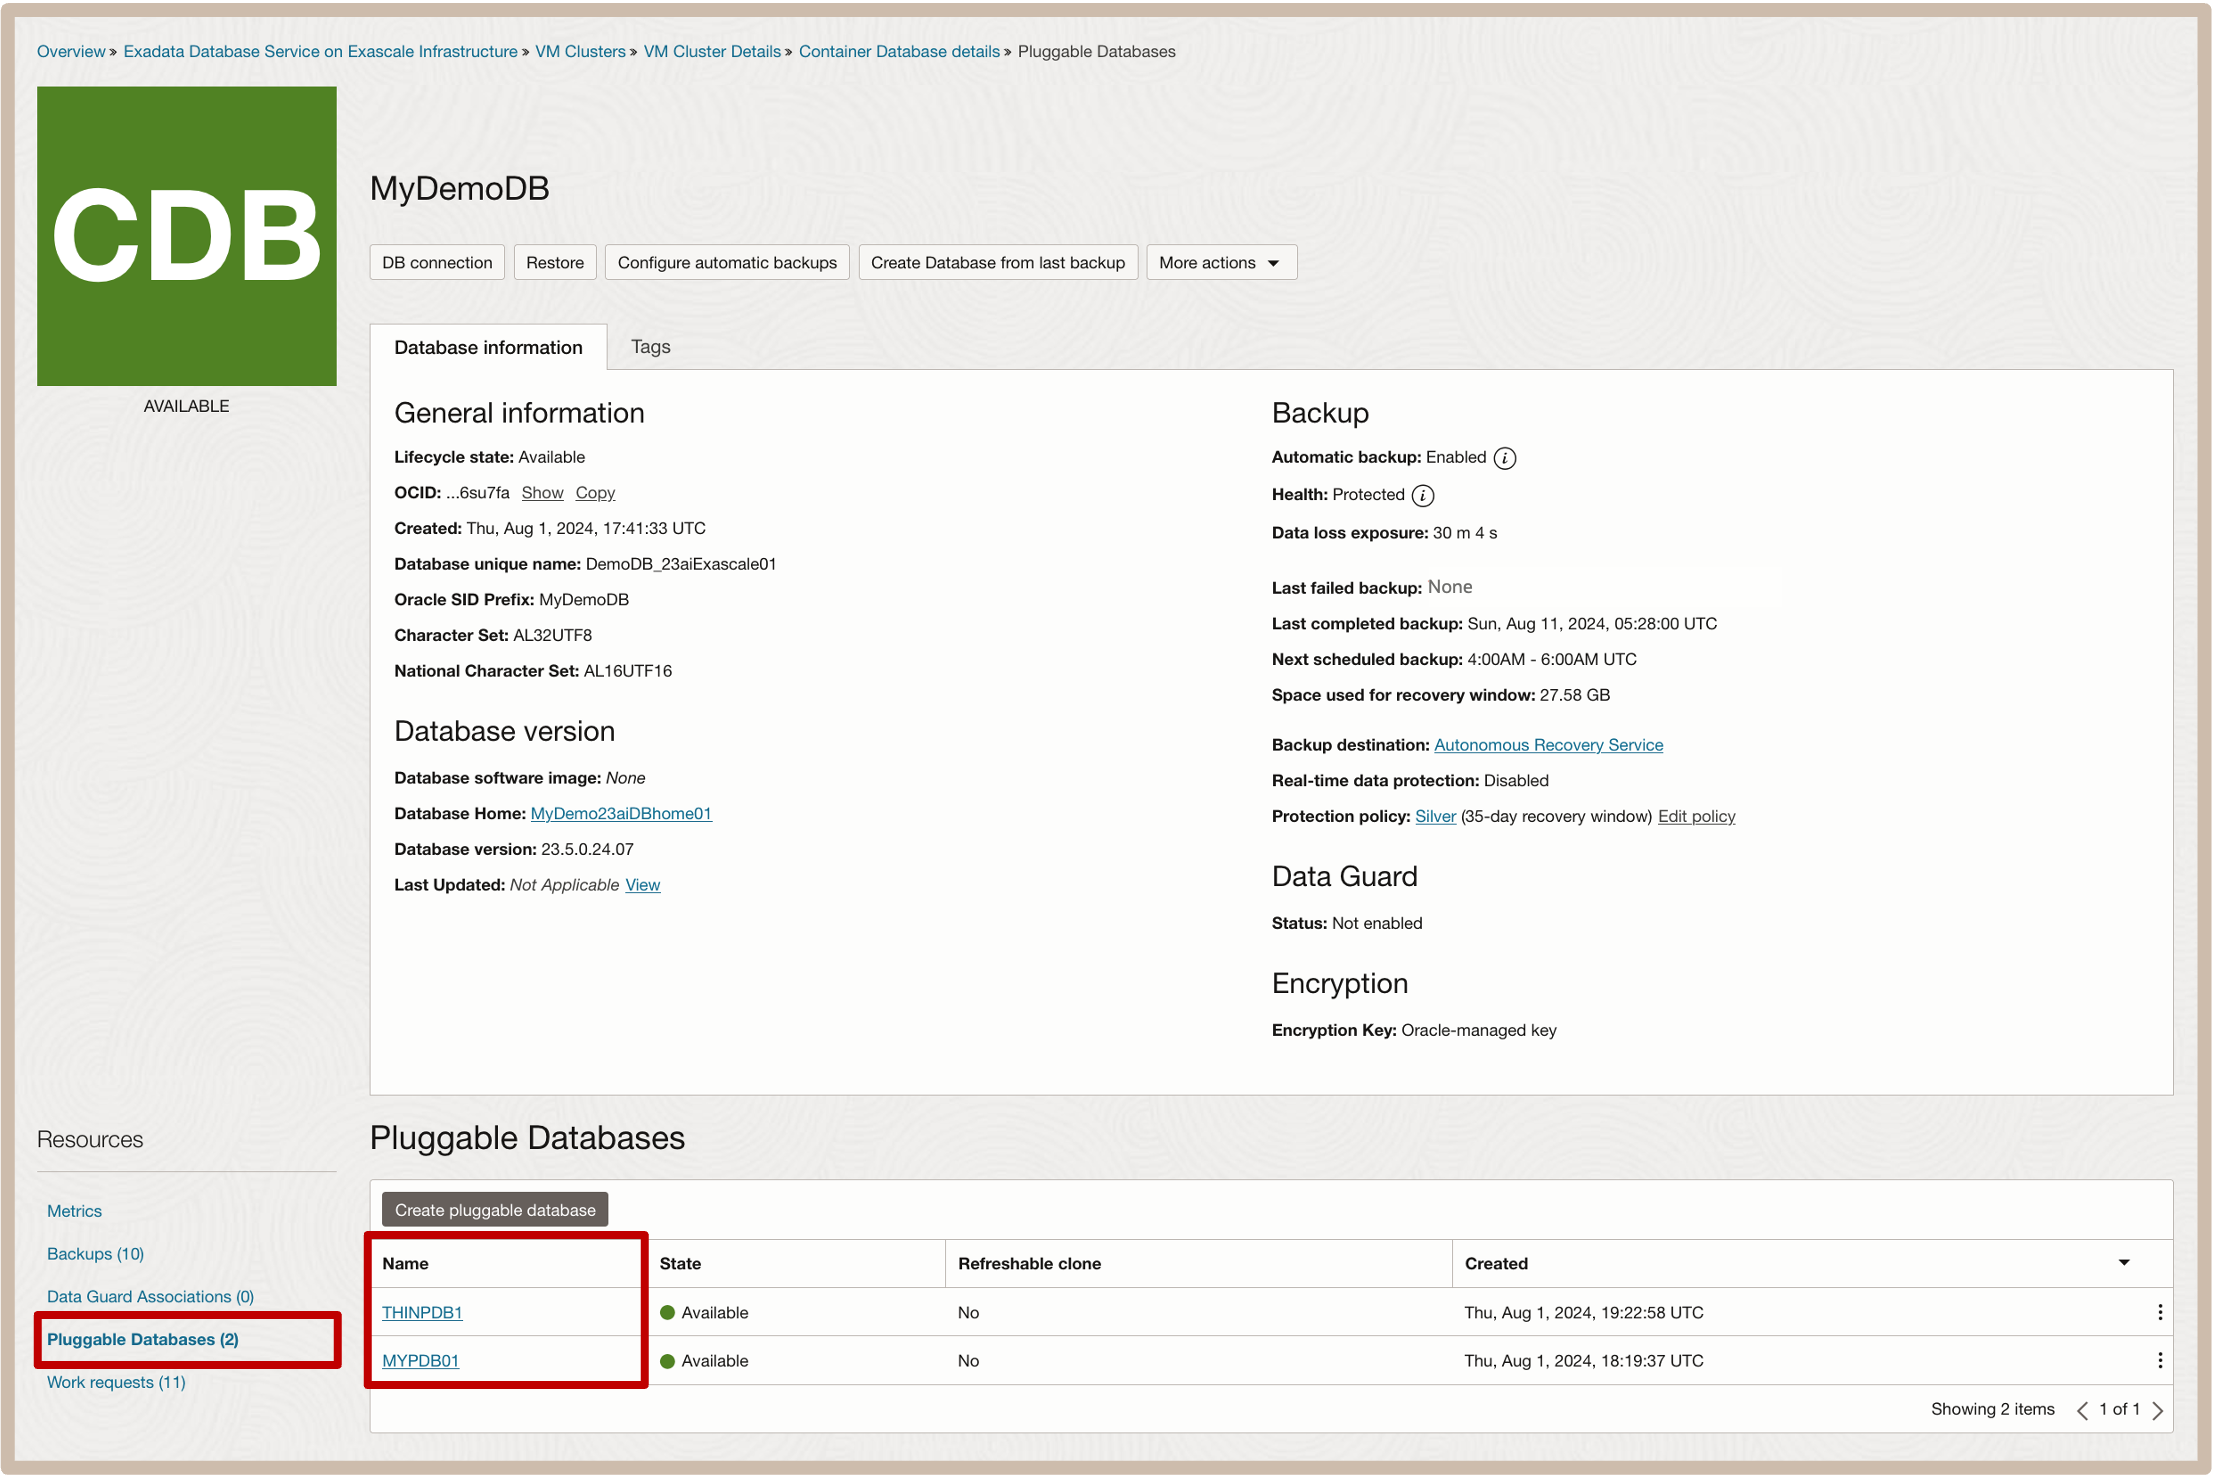 Overview » Exadata Database Service on Exascale Infrastructure » VM Clusters » VM Cluster Details » Container Database details » Pluggable Databases
CDB
AVAILABLE
MyDemoDB
DB connection Restore Configure automatic backups Create Database from last backup More actions
Database information Tags
General information
Lifecycle state: Available
OCID: ...6su7fa Show Copy
Created: Thu, Aug 1, 2024, 17:41:33 UTC
Database unique name: DemoDB_23aiExascale01
Oracle SID Prefix: MyDemoDB
Character Set: AL32UTF8
National Character Set: AL16UTF16
Database version
Database software image: None
Database Home: MyDemo23aiDBhome01
Database version: 23.5.0.24.07
Last Updated: Not Applicable View
Backup
Automatic backup: Enabled i
Health: Protected i
Data loss exposure: 30 m 4 s
Last failed backup: None
Last completed backup: Sun, Aug 11, 2024, 05:28:00 UTC
Next scheduled backup: 4:00AM - 6:00AM UTC
Space used for recovery window: 27.58 GB
Backup destination: Autonomous Recovery Service
Real-time data protection: Disabled
Protection policy: Silver (35-day recovery window) Edit policy
Data Guard
Status: Not enabled
Encryption
Encryption Key: Oracle-managed key
Resources
Metrics
Backups (10)
Data Guard Associations (0)
Pluggable Databases (2)
Work requests (11)
Pluggable Databases
Create pluggable database
Name State Refreshable clone Created
THINPDB1 Available No Thu, Aug 1, 2024, 19:22:58 UTC
MYPDB01 Available No Thu, Aug 1, 2024, 18:19:37 UTC
Showing 2 items < 1 of 1 >